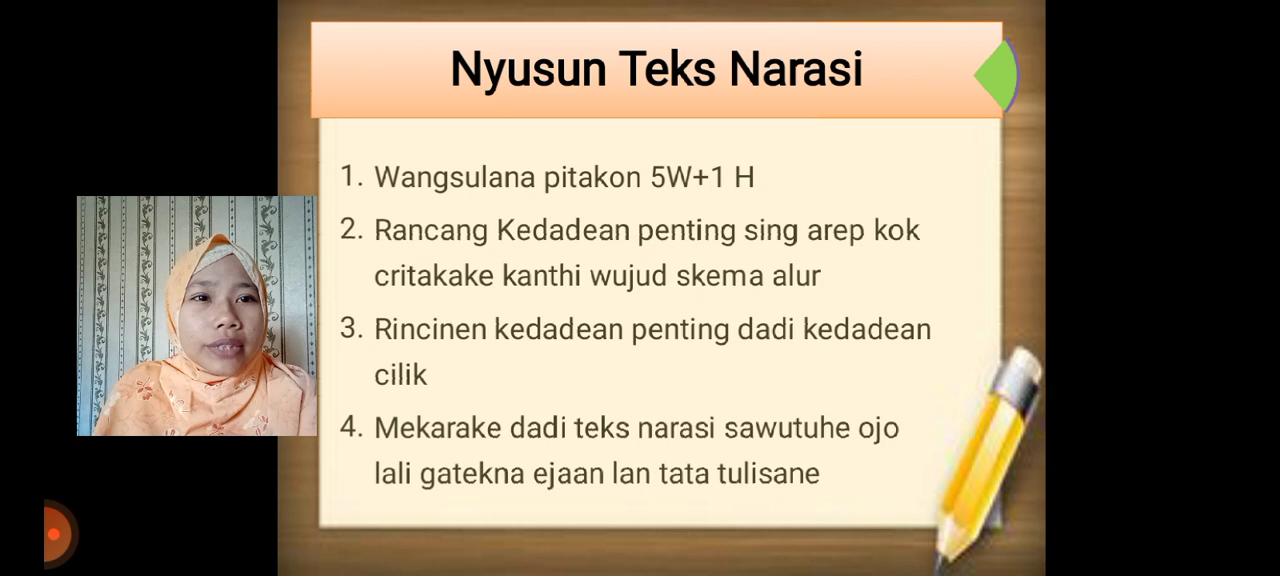 Nyusun Teks Narasi
1. Wangsulana pitakon 5W+1 H
2. Rancang Kedadean penting sing arep kok
critakake kanthi wujud skema alur
3. Rincinen kedadean penting dadi kedadean
cilik
4. Mekarake dadi teks narasi sawutuhe ojo
lali gatekna ejaan lan tata tulisane